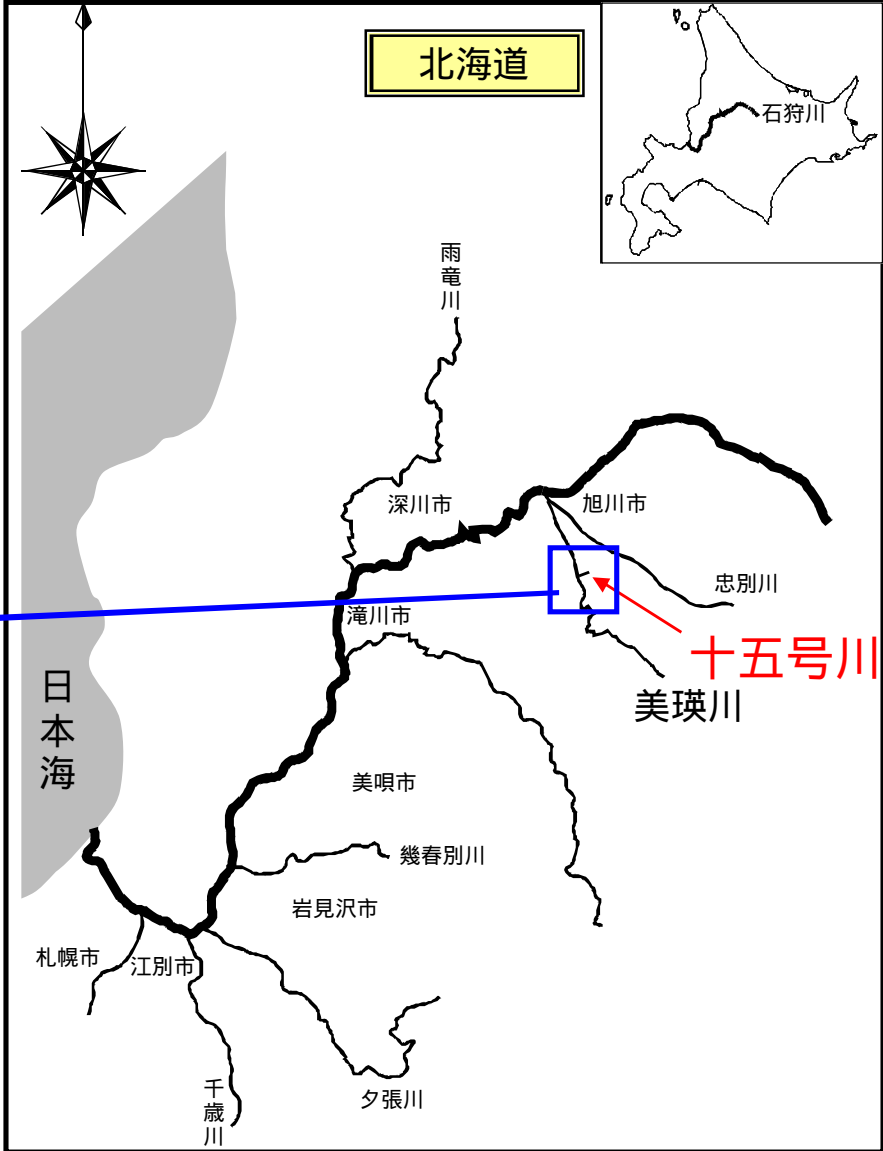 北海道
石狩川
雨竜川
深川市
旭川市
忠別川
滝川市
十五号川
美瑛川
日本海
美唄市
幾春別川
岩見沢市
札幌市
江別市
千歳川
夕張川